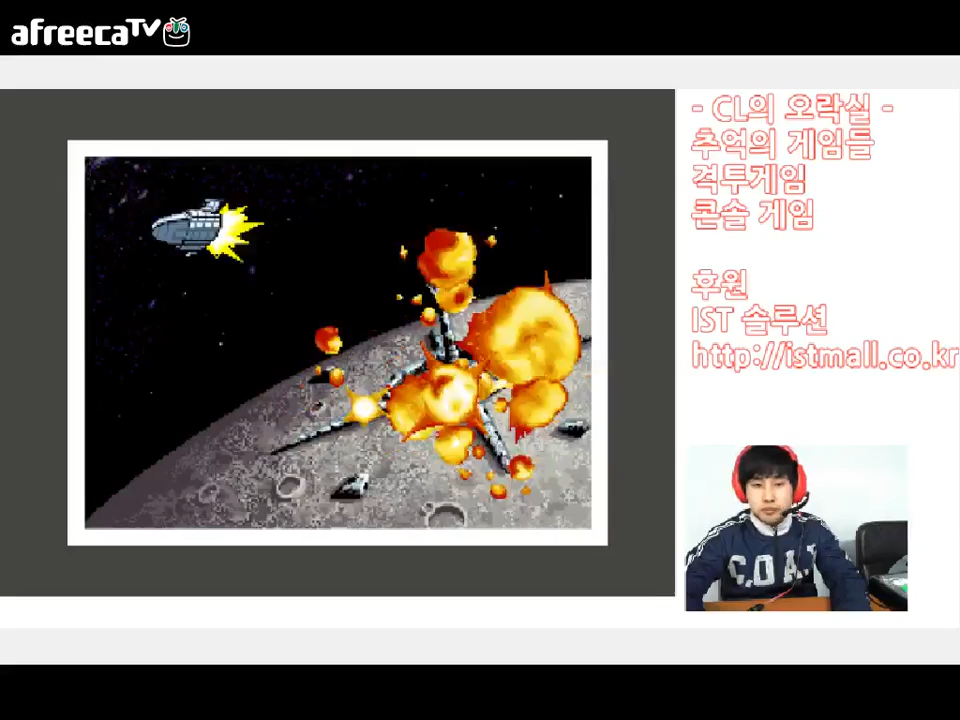 afreecaTV
- CL의 오락실 -
추억의 게임들
격투게임
콘솔 게임
후원
IST 솔루션
http://istmall.co.kr
C.O.A.T